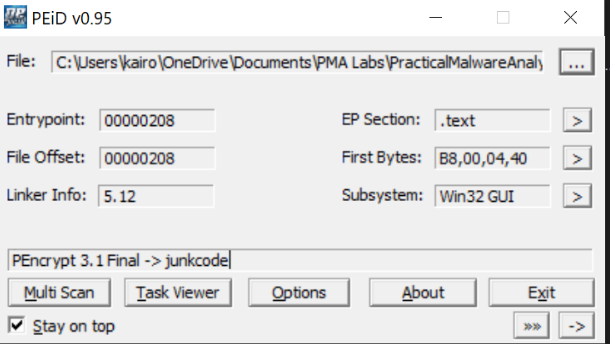 PEiD v0.95
File: C:\Users\kairo\OneDrive\Documents\PMA Labs\PracticalMalwareAnaly
...
Entrypoint: 00000208 EP Section: .text >
File Offset: 00000208 First Bytes: B8,00,04,40 >
Linker Info: 5.12 Subsystem: Win32 GUI >
PEncrypt 3.1 Final -> junkcode
Multi Scan Task Viewer Options About Exit
Stay on top »» ->